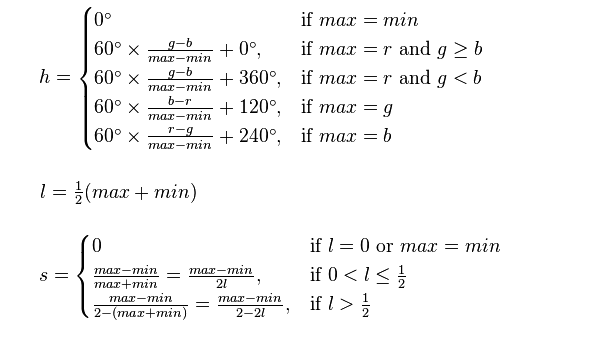 h = { 0° if max = min
60° × (g−b)/(max−min) + 0°, if max = r and g ≥ b
60° × (g−b)/(max−min) + 360°, if max = r and g < b
60° × (b−r)/(max−min) + 120°, if max = g
60° × (r−g)/(max−min) + 240°, if max = b
l = ½(max + min)
s = { 0 if l = 0 or max = min
(max−min)/(max+min) = (max−min)/(2l), if 0 < l ≤ ½
(max−min)/(2−(max+min)) = (max−min)/(2−2l), if l > ½